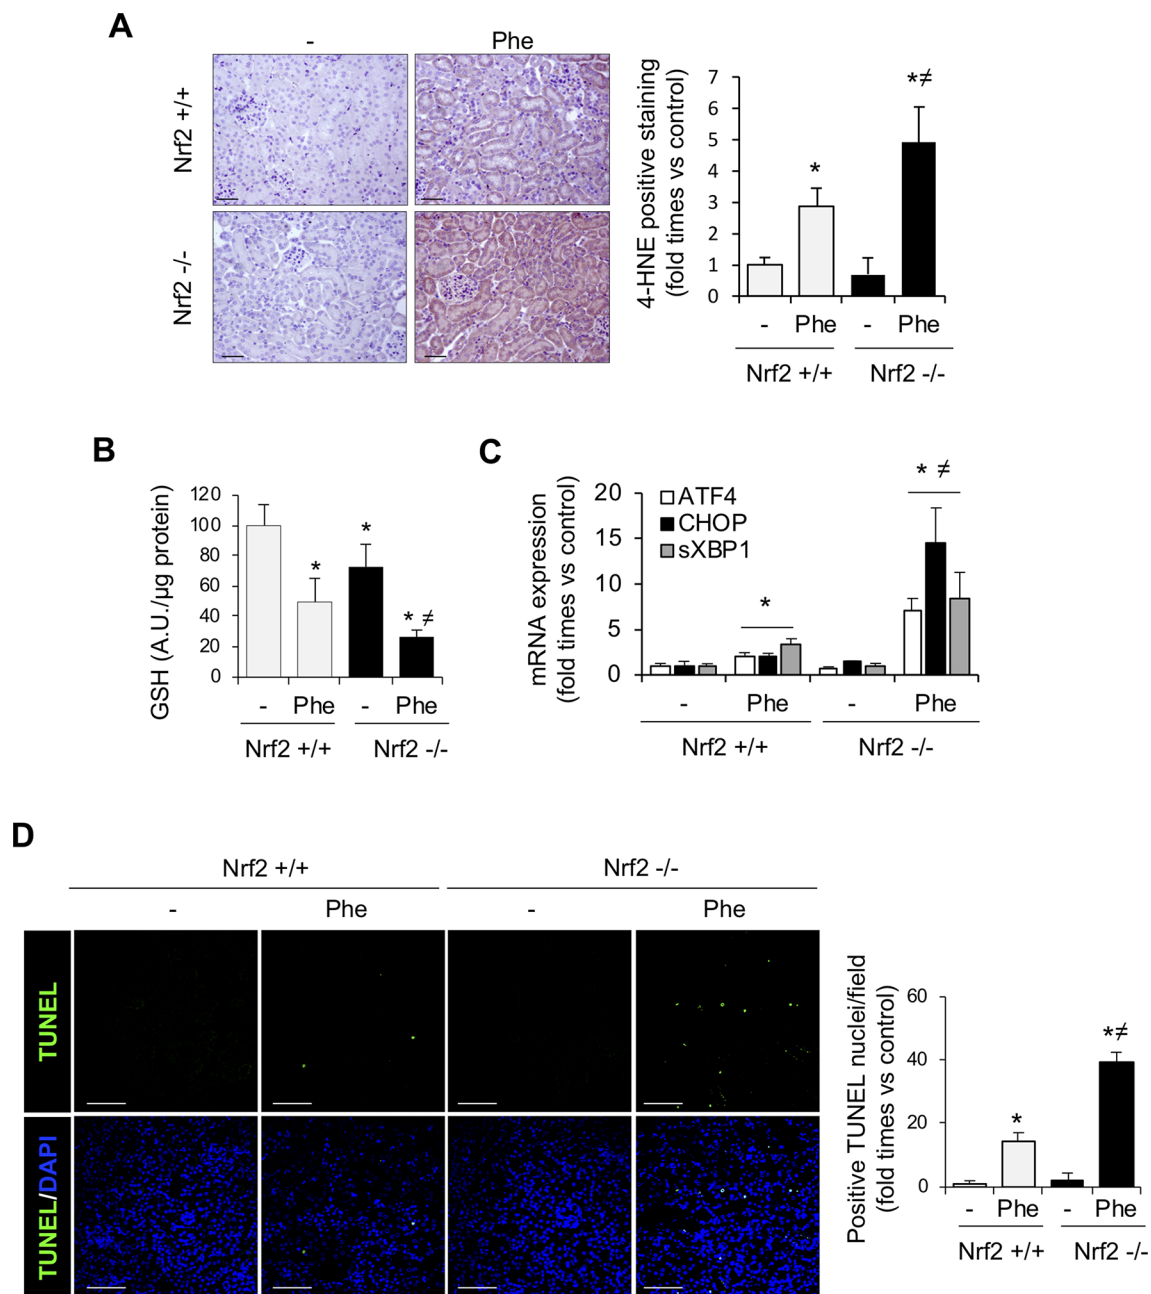 A
-
Phe
Nrf2 +/+
Nrf2 -/-
4-HNE positive staining
(fold times vs control)
7
6
5
4
3
2
1
0
*
*≠
-
Phe
-
Phe
Nrf2 +/+
Nrf2 -/-
B
GSH (A.U./µg protein)
120
100
80
60
40
20
0
*
*
* ≠
-
Phe
-
Phe
Nrf2 +/+
Nrf2 -/-
C
mRNA expression
(fold times vs control)
20
15
10
5
0
ATF4
CHOP
sXBP1
*
* ≠
-
Phe
-
Phe
Nrf2 +/+
Nrf2 -/-
D
Nrf2 +/+
Nrf2 -/-
-
Phe
-
Phe
TUNEL
TUNEL/DAPI
Positive TUNEL nuclei/field
(fold times vs control)
60
40
20
0
*
*≠
-
Phe
-
Phe
Nrf2 +/+
Nrf2 -/-